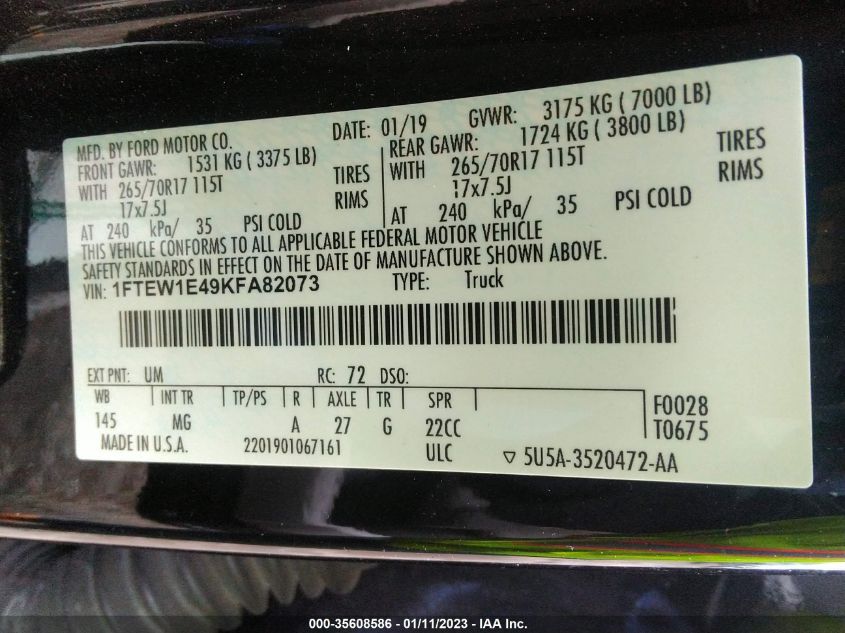 MFD. BY FORD MOTOR CO. DATE: 01/19 GVWR: 3175 KG ( 7000 LB)
FRONT GAWR: 1531 KG ( 3375 LB) REAR GAWR: 1724 KG ( 3800 LB)
WITH 265/70R17 115T TIRES WITH 265/70R17 115T TIRES
17x7.5J RIMS 17x7.5J RIMS
AT 240 kPa/ 35 PSI COLD AT 240 kPa/ 35 PSI COLD
THIS VEHICLE CONFORMS TO ALL APPLICABLE FEDERAL MOTOR VEHICLE
SAFETY STANDARDS IN EFFECT ON THE DATE OF MANUFACTURE SHOWN ABOVE.
VIN: 1FTEW1E49KFA82073 TYPE: Truck
EXT PNT: UM RC: 72 DSO:
WB INT TR TP/PS R AXLE TR SPR F0028
145 MG A 27 G 22CC T0675
MADE IN U.S.A. 2201901067161 ULC ▽ 5U5A-3520472-AA
000-35608586 - 01/11/2023 - IAA Inc.